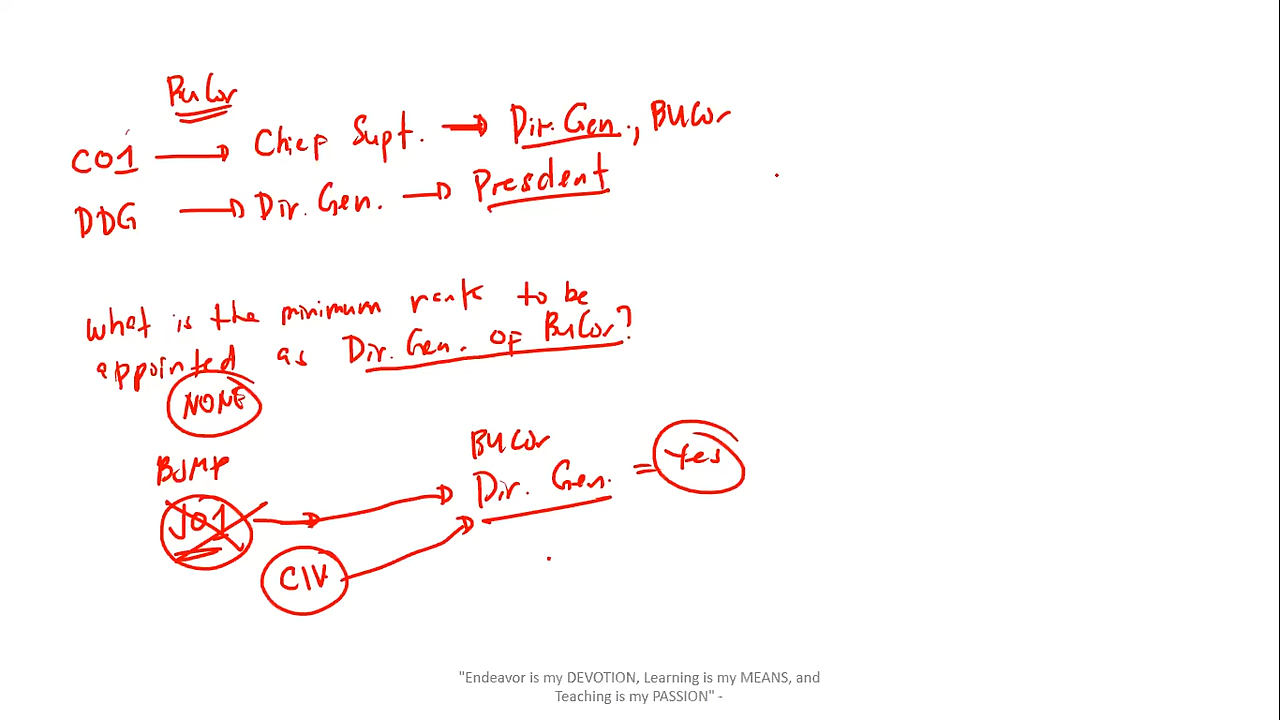 BuCor
CO1 → Chiep Supt. → Dir. Gen., BUCor
DDG → Dir. Gen. → Presdent
what is the minimum rank to be
appointed as Dir. Gen. of BuCor?
NONE
BJMP
JO1
CIV
BUCor
Dir. Gen. = Yes
"Endeavor is my DEVOTION, Learning is my MEANS, and
Teaching is my PASSION" -